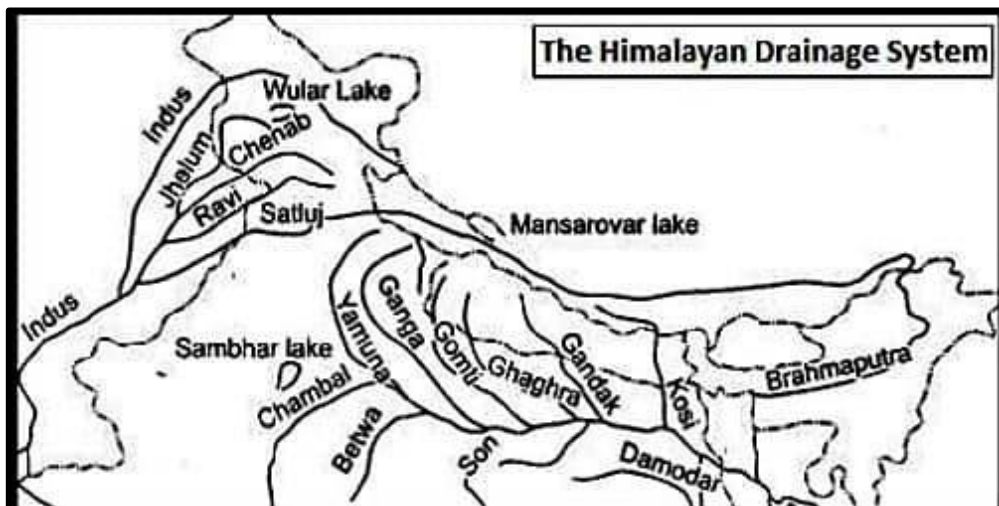 The Himalayan Drainage System
Wular Lake
Indus
Jhelum
Chenab
Ravi
Satluj
Mansarovar lake
Indus
Sambhar lake
Yamuna
Ganga
Gomti
Ghaghra
Gandak
Kosi
Brahmaputra
Chambal
Betwa
Son
Damodar